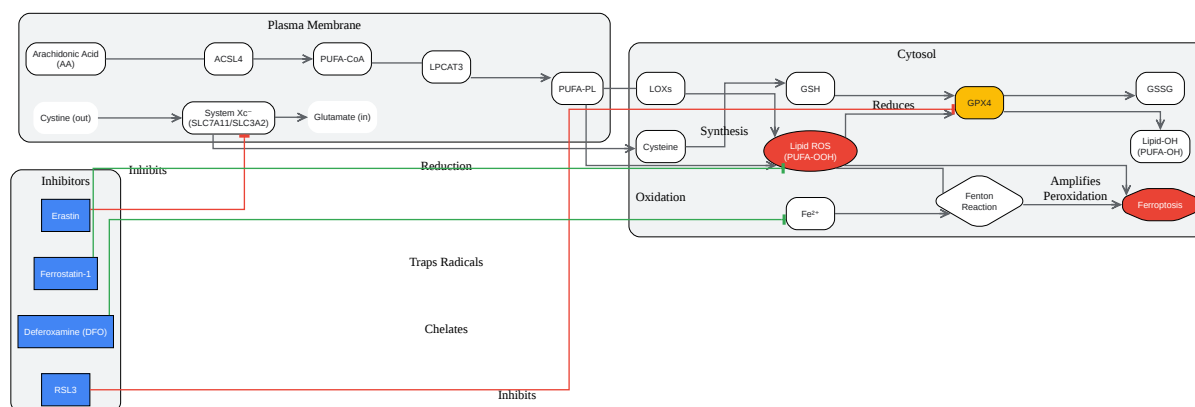 Plasma Membrane
Arachidonic Acid
(AA)
ACSL4
PUFA-CoA
LPCAT3
PUFA-PL
Cystine (out)
System Xc⁻
(SLC7A11/SLC3A2)
Glutamate (in)
Cytosol
LOXs
GSH
GPX4
GSSG
Reduces
Synthesis
Cysteine
Lipid ROS
(PUFA-OOH)
Lipid-OH
(PUFA-OH)
Reduction
Oxidation
Fe²⁺
Fenton
Reaction
Amplifies
Peroxidation
Ferroptosis
Inhibitors
Inhibits
Erastin
Ferrostatin-1
Traps Radicals
Deferoxamine (DFO)
Chelates
RSL3
Inhibits